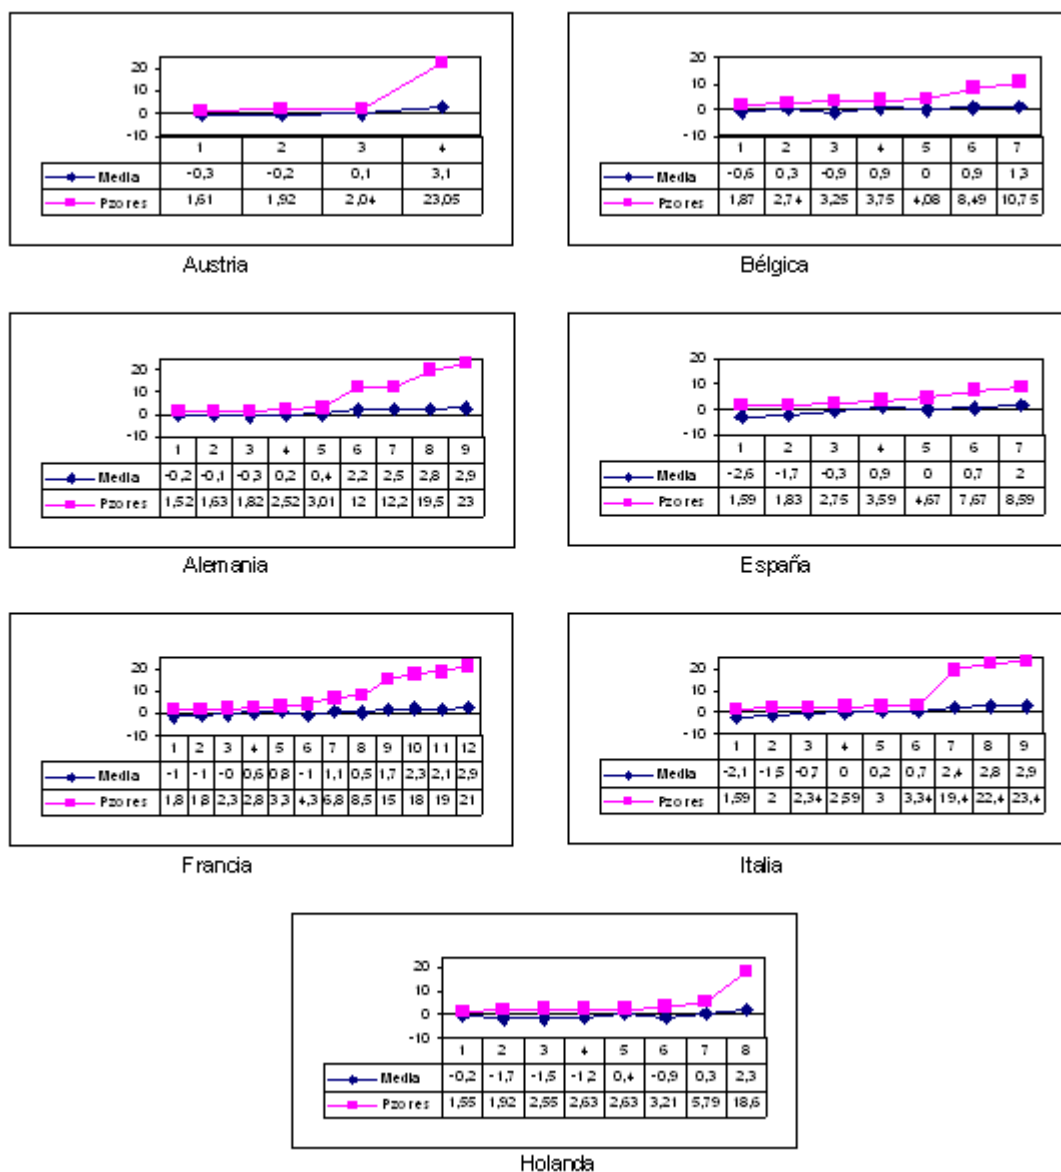 20
10
0
-10
1 2 3 4
Media -0,3 -0,2 0,1 3,1
Pzores 1,61 1,92 2,04 23,05
Austria
20
10
0
-10
1 2 3 4 5 6 7
Media -0,6 0,3 -0,9 0,9 0 0,9 1,3
Pzores 1,87 2,74 3,25 3,75 4,08 8,49 10,75
Bélgica
20
10
0
-10
1 2 3 4 5 6 7 8 9
Media -0,2 -0,1 -0,3 0,2 0,4 2,2 2,5 2,8 2,9
Pzores 1,52 1,63 1,82 2,52 3,01 12 12,2 19,5 23
Alemania
20
10
0
-10
1 2 3 4 5 6 7
Media -2,6 -1,7 -0,3 0,9 0 0,7 2
Pzores 1,59 1,83 2,75 3,59 4,67 7,67 8,59
España
20
10
0
-10
1 2 3 4 5 6 7 8 9 10 11 12
Media -1 -1 -0 0,6 0,8 -1 1,1 0,5 1,7 2,3 2,1 2,9
Pzores 1,8 1,8 2,3 2,8 3,3 4,3 6,8 8,5 15 18 19 21
Francia
20
10
0
-10
1 2 3 4 5 6 7 8 9
Media -2,1 -1,5 -0,7 0 0,2 0,7 2,4 2,8 2,9
Pzores 1,59 2 2,34 2,59 3 3,34 19,4 22,4 23,4
Italia
20
10
0
-10
1 2 3 4 5 6 7 8
Media -0,2 -1,7 -1,5 -1,2 0,4 -0,9 0,3 2,3
Pzores 1,55 1,92 2,55 2,63 2,63 3,21 5,79 18,6
Holanda